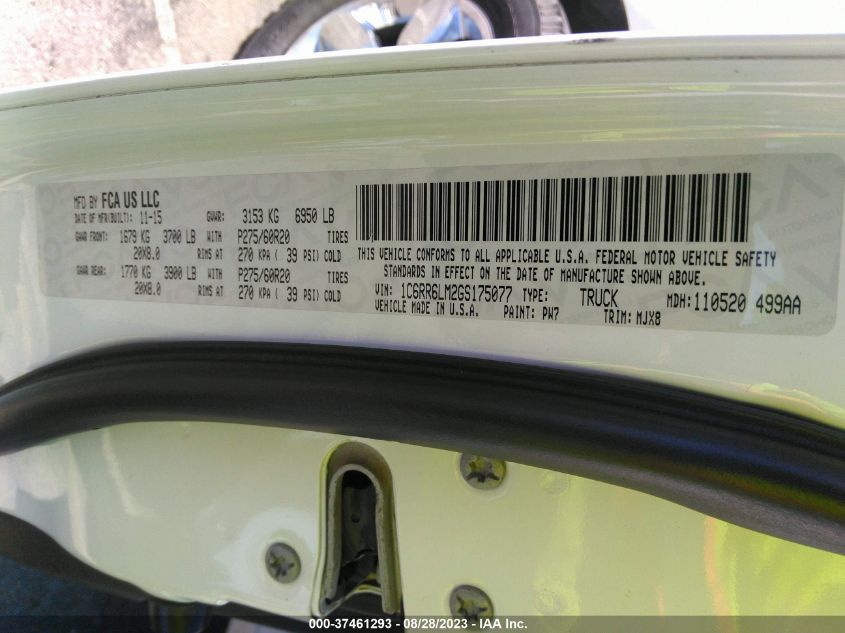 MFD BY FCA US LLC
DATE OF MFR(BUILT): 11-15 GVWR: 3153 KG 6950 LB
GAWR FRONT: 1679 KG 3700 LB WITH P275/60R20 TIRES
20X8.0 RIMS AT 270 KPA ( 39 PSI) COLD
GAWR REAR: 1770 KG 3900 LB WITH P275/60R20 TIRES
20X8.0 RIMS AT 270 KPA ( 39 PSI) COLD
THIS VEHICLE CONFORMS TO ALL APPLICABLE U.S.A. FEDERAL MOTOR VEHICLE SAFETY
STANDARDS IN EFFECT ON THE DATE OF MANUFACTURE SHOWN ABOVE.
VIN: 1C6RR6LM2GS175077 TYPE: TRUCK MDH:110520 499AA
VEHICLE MADE IN U.S.A. PAINT: PW7 TRIM: MJX8
000-37461293 - 08/28/2023 - IAA Inc.